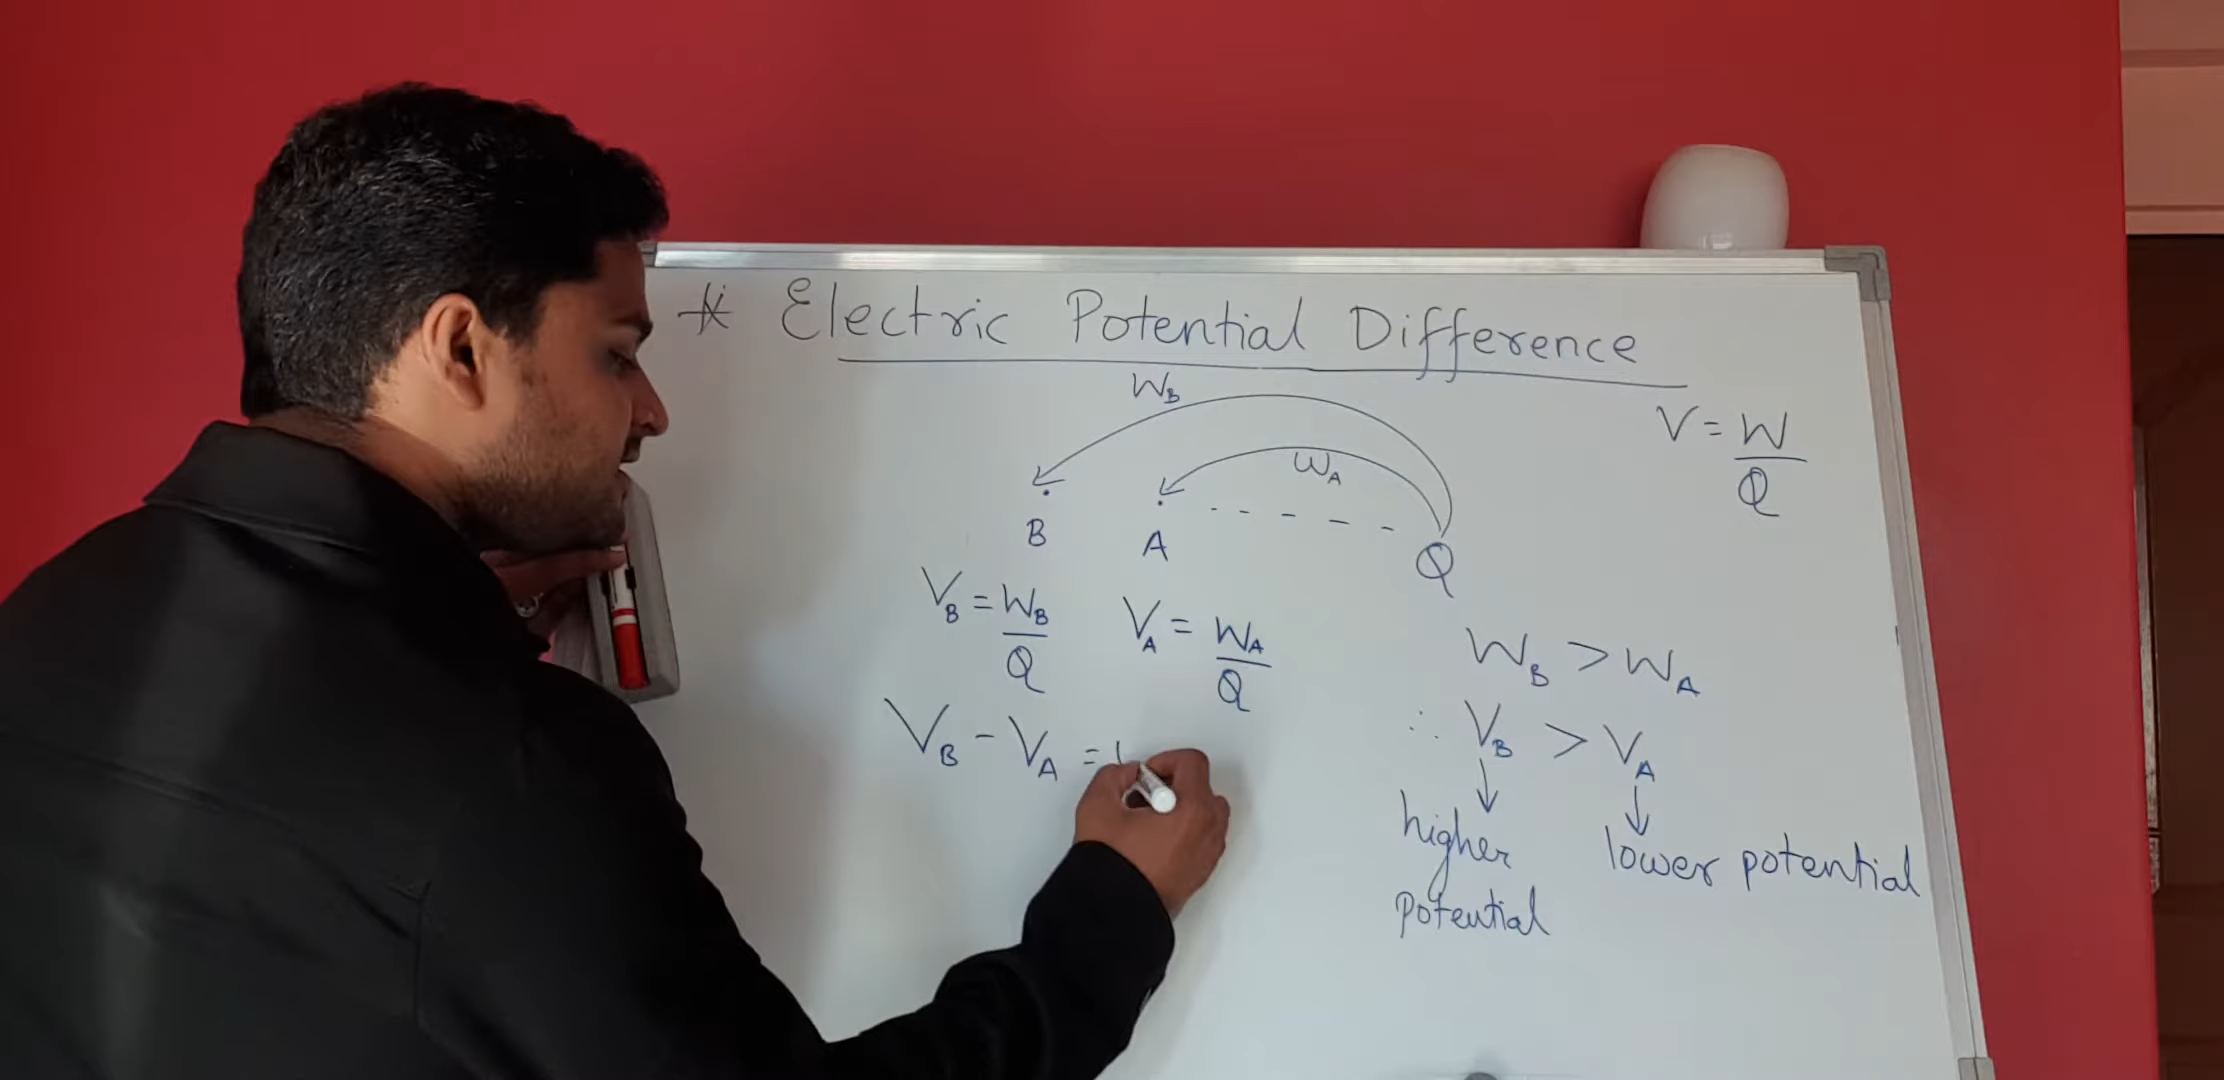 * Electric Potential Difference
W_B
V = W/Q
W_A
B A Q
V_B = W_B/Q V_A = W_A/Q
W_B > W_A
V_B - V_A =
∴ V_B > V_A
↓ ↓
higher potential
lower potential